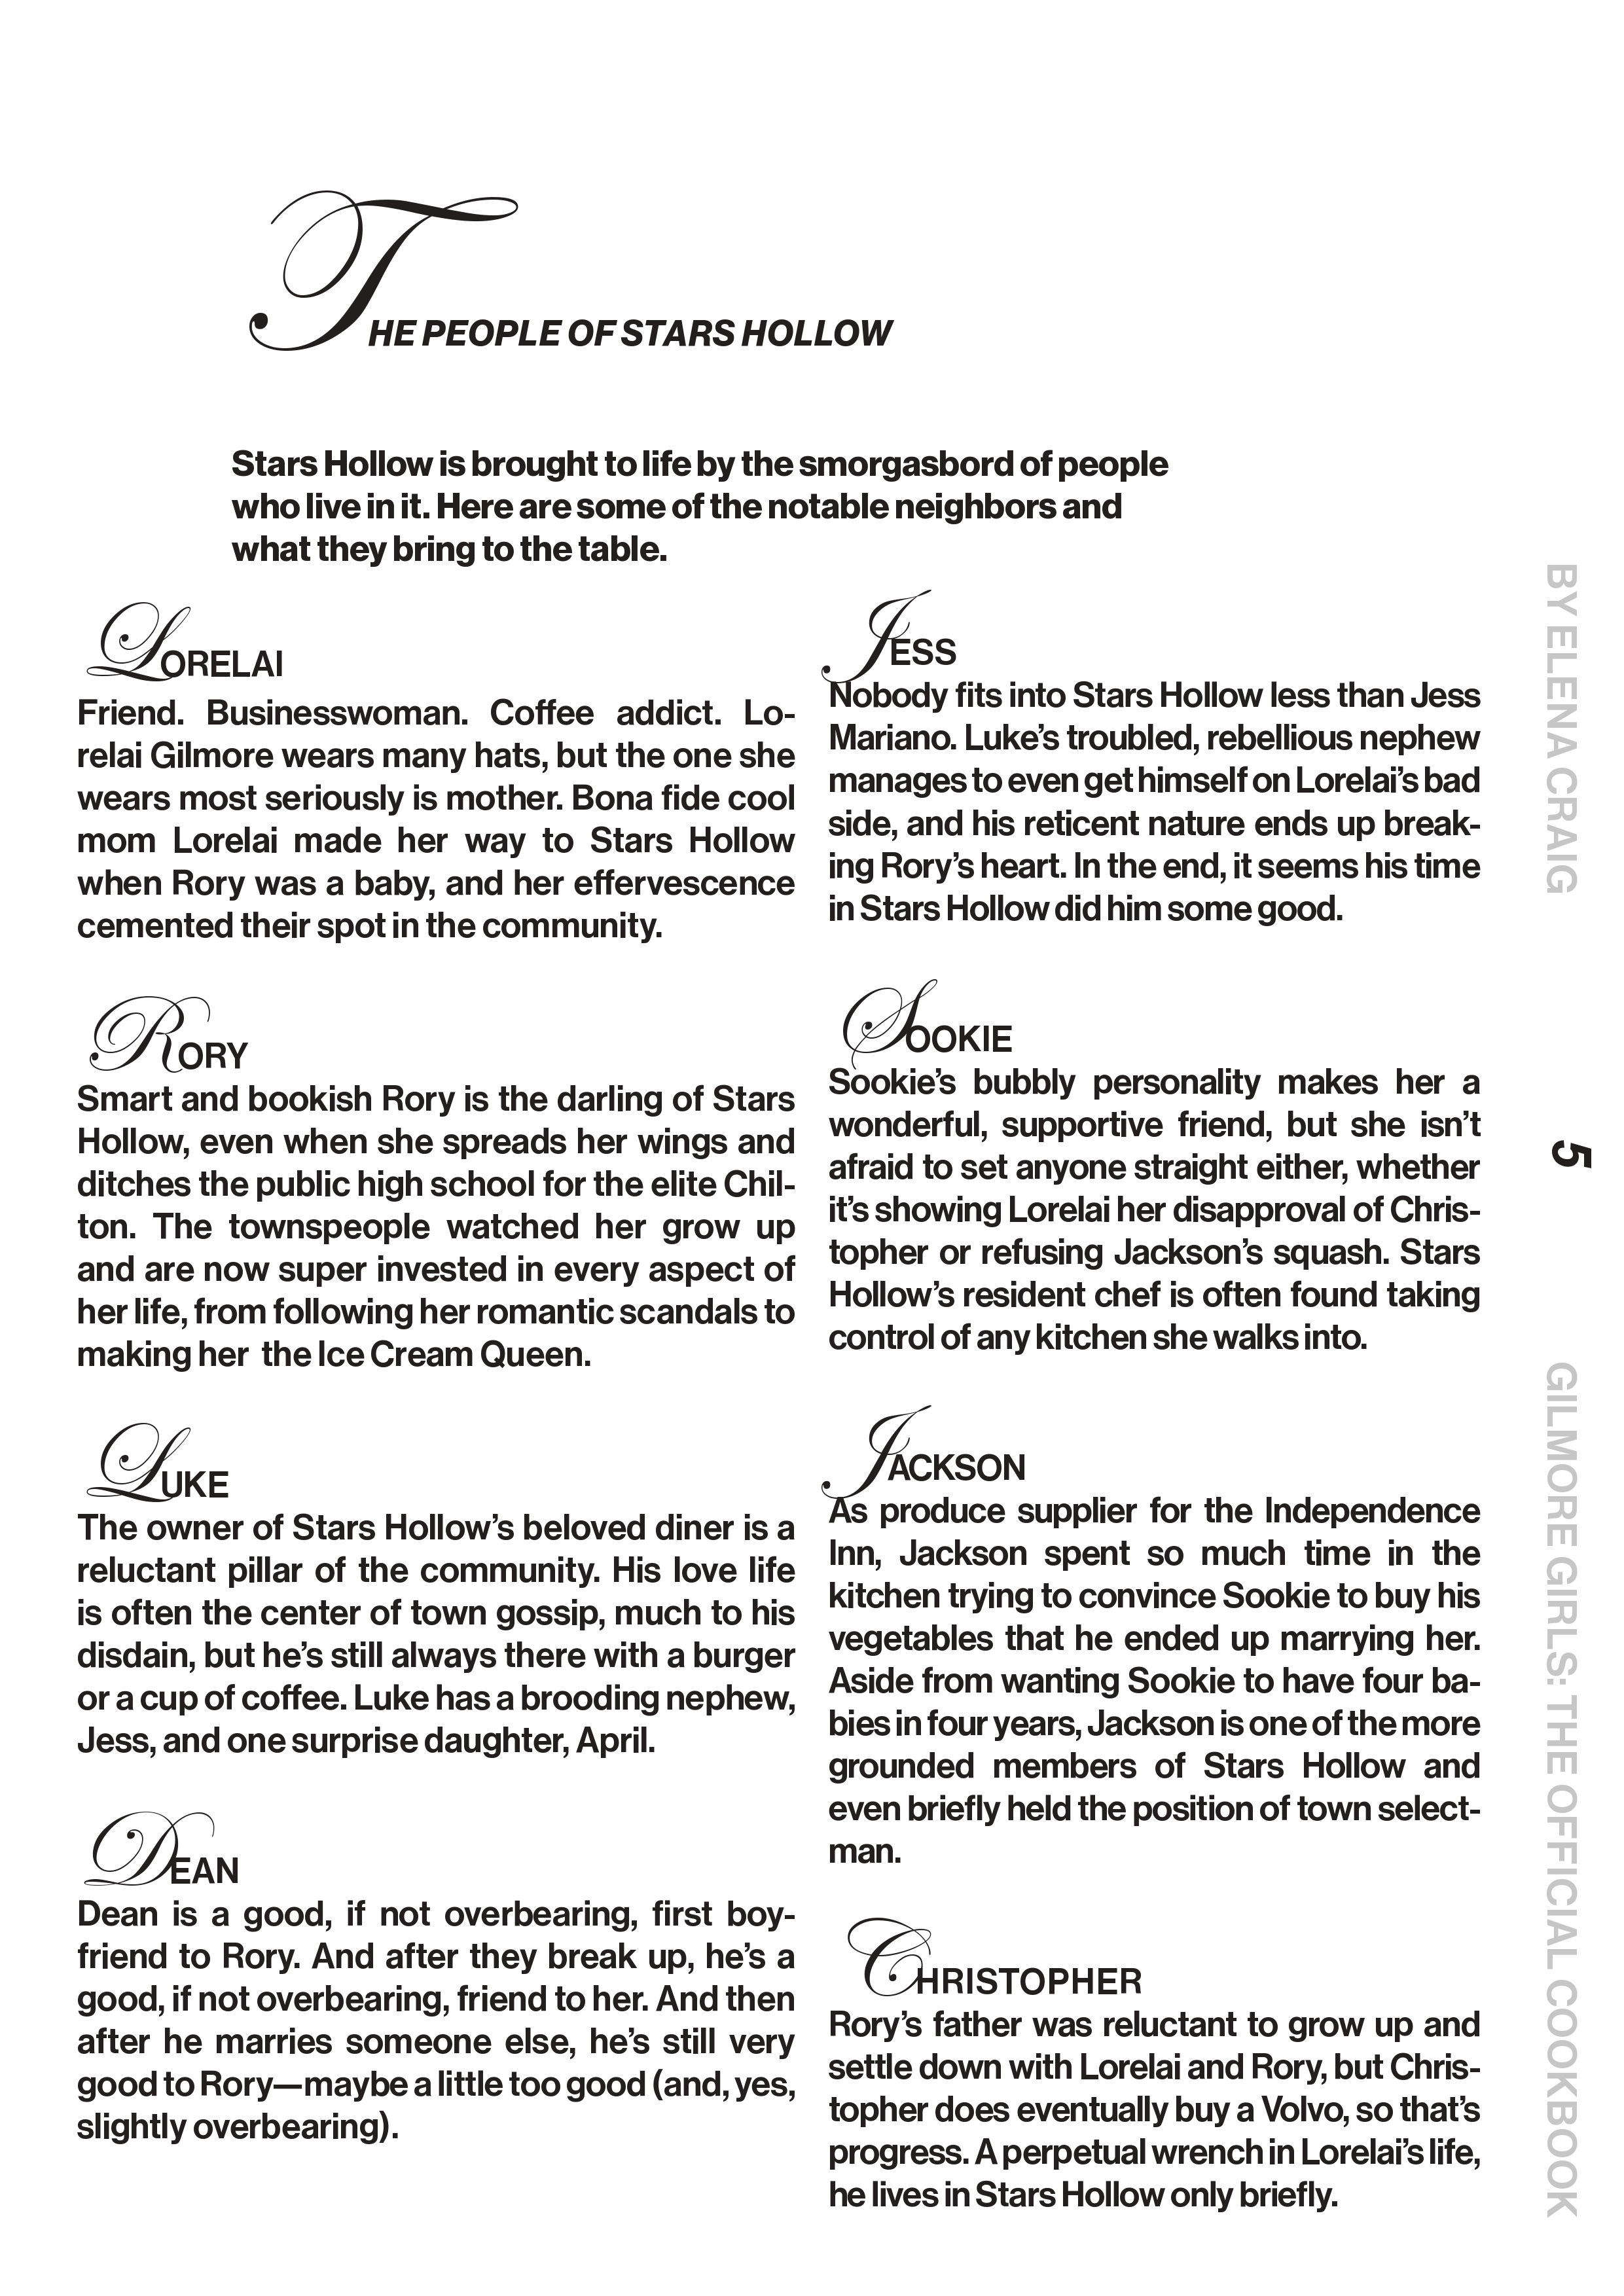 THE PEOPLE OF STARS HOLLOW
Stars Hollow is brought to life by the smorgasbord of people
who live in it. Here are some of the notable neighbors and
what they bring to the table.
LORELAI
Friend. Businesswoman. Coffee addict. Lo-
relai Gilmore wears many hats, but the one she
wears most seriously is mother. Bona fide cool
mom Lorelai made her way to Stars Hollow
when Rory was a baby, and her effervescence
cemented their spot in the community.
RORY
Smart and bookish Rory is the darling of Stars
Hollow, even when she spreads her wings and
ditches the public high school for the elite Chil-
ton. The townspeople watched her grow up
and are now super invested in every aspect of
her life, from following her romantic scandals to
making her  the Ice Cream Queen.
LUKE
The owner of Stars Hollow’s beloved diner is a
reluctant pillar of the community. His love life
is often the center of town gossip, much to his
disdain, but he’s still always there with a burger
or a cup of coffee. Luke has a brooding nephew,
Jess, and one surprise daughter, April.
DEAN
Dean is a good, if not overbearing, first boy-
friend to Rory. And after they break up, he’s a
good, if not overbearing, friend to her. And then
after he marries someone else, he’s still very
good to Rory—maybe a little too good (and, yes,
slightly overbearing).
JESS
Nobody fits into Stars Hollow less than Jess
Mariano. Luke’s troubled, rebellious nephew
manages to even get himself on Lorelai’s bad
side, and his reticent nature ends up break-
ing Rory’s heart. In the end, it seems his time
in Stars Hollow did him some good.
SOOKIE
Sookie’s bubbly personality makes her a
wonderful, supportive friend, but she isn’t
afraid to set anyone straight either, whether
it’s showing Lorelai her disapproval of Chris-
topher or refusing Jackson’s squash. Stars
Hollow’s resident chef is often found taking
control of any kitchen she walks into.
JACKSON
As produce supplier for the Independence
Inn, Jackson spent so much time in the
kitchen trying to convince Sookie to buy his
vegetables that he ended up marrying her.
Aside from wanting Sookie to have four ba-
bies in four years, Jackson is one of the more
grounded members of Stars Hollow and
even briefly held the position of town select-
man.
CHRISTOPHER
Rory’s father was reluctant to grow up and
settle down with Lorelai and Rory, but Chris-
topher does eventually buy a Volvo, so that’s
progress. A perpetual wrench in Lorelai’s life,
he lives in Stars Hollow only briefly.
BY ELENA CRAIG
5
GILMORE GIRLS: THE OFFICIAL COOKBOOK